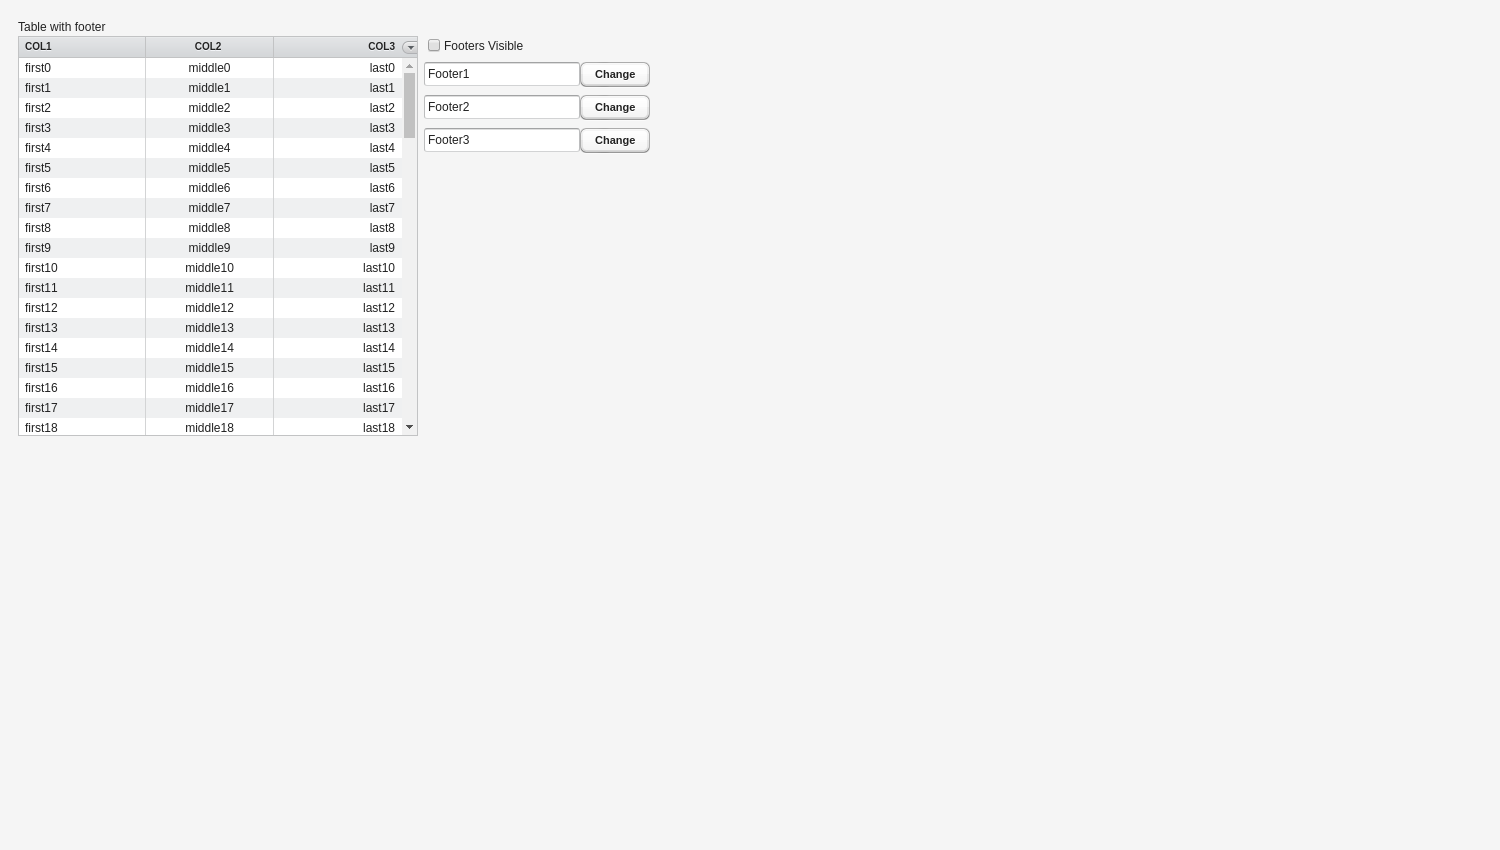 Table with footer
COL1 COL2 COL3
Footers Visible
first0 middle0 last0
first1 middle1 last1
first2 middle2 last2
first3 middle3 last3
first4 middle4 last4
first5 middle5 last5
first6 middle6 last6
first7 middle7 last7
first8 middle8 last8
first9 middle9 last9
first10 middle10 last10
first11 middle11 last11
first12 middle12 last12
first13 middle13 last13
first14 middle14 last14
first15 middle15 last15
first16 middle16 last16
first17 middle17 last17
first18 middle18 last18
Footer1 Change
Footer2 Change
Footer3 Change